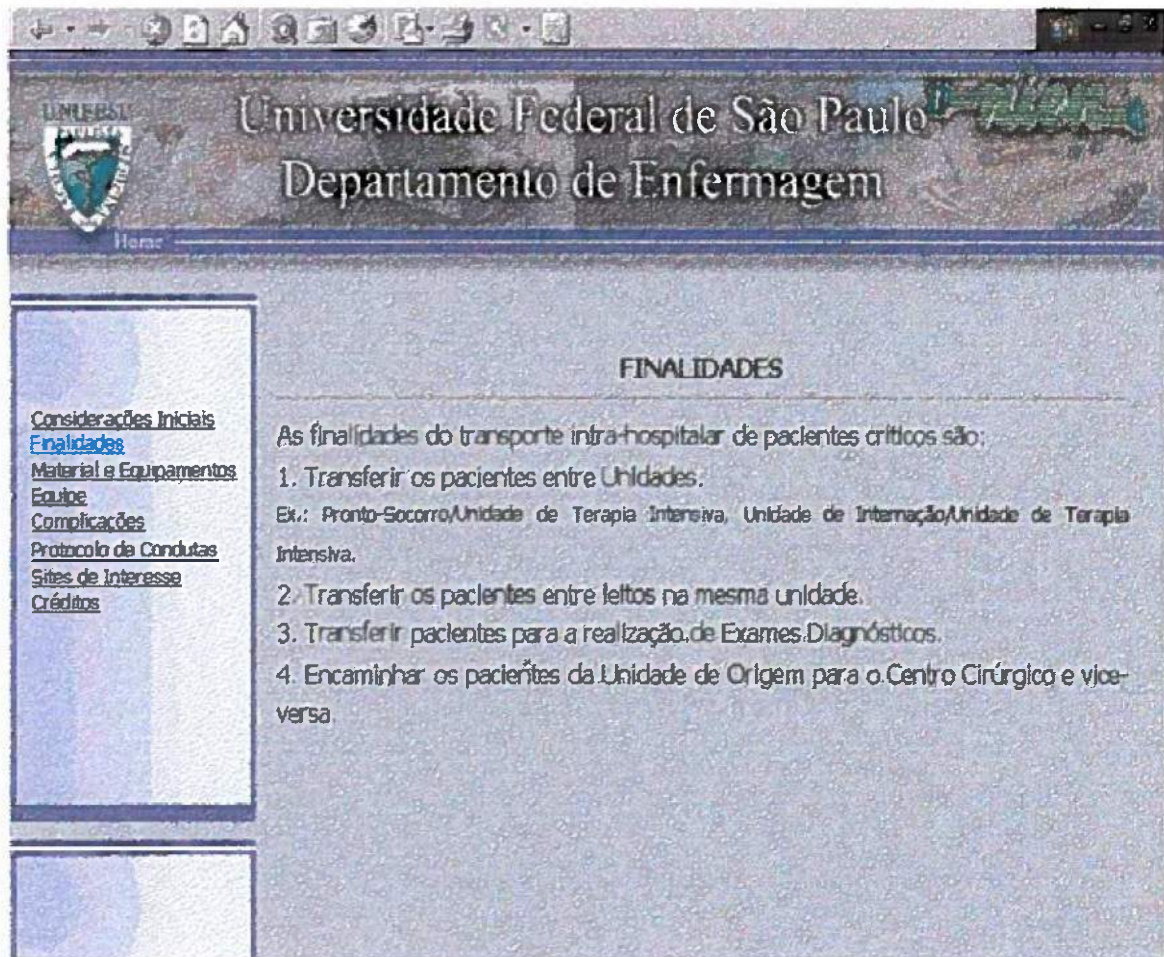 Universidade Federal de São Paulo
Departamento de Enfermagem
Home
FINALIDADES
Considerações Iniciais
Finalidades
Material e Equipamentos
Equipe
Complicações
Protocolo de Condutas
Sites de Interesse
Créditos
As finalidades do transporte intra-hospitalar de pacientes críticos são:
1. Transferir os pacientes entre Unidades.
Ex.: Pronto-Socorro/Unidade de Terapia Intensiva, Unidade de Internação/Unidade de Terapia
Intensiva.
2. Transferir os pacientes entre leitos na mesma unidade.
3. Transferir pacientes para a realização de Exames Diagnósticos.
4. Encaminhar os pacientes da Unidade de Origem para o Centro Cirúrgico e vice-
versa.